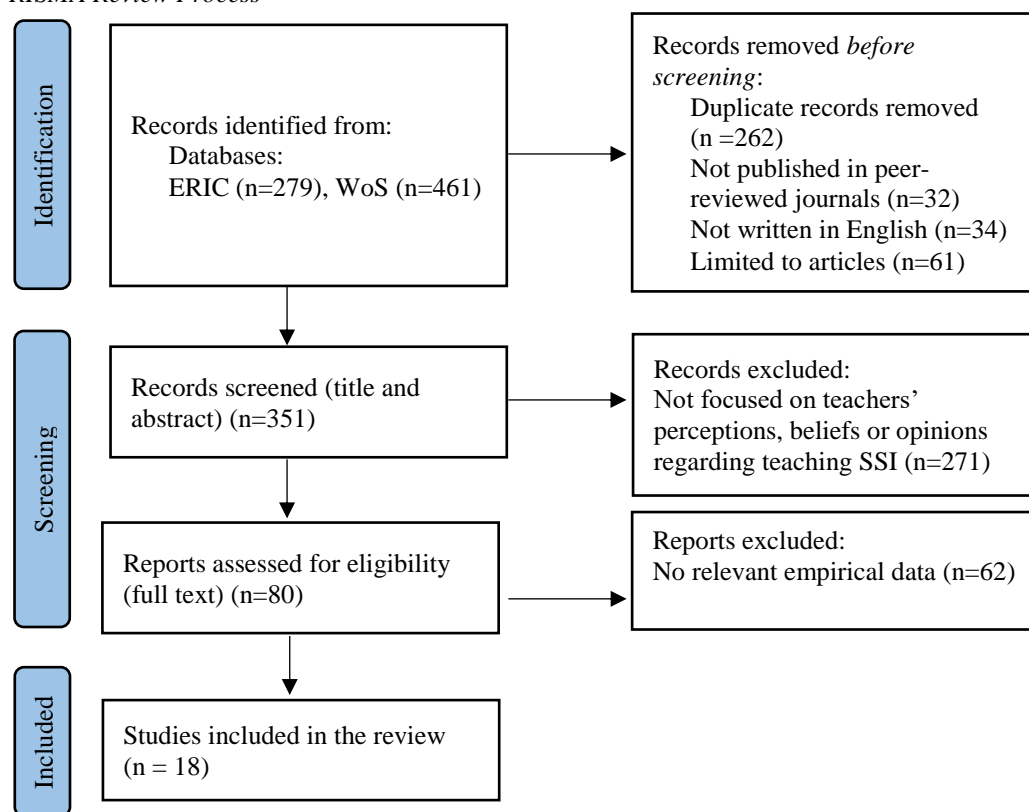 Review Process
Identification
Records identified from:
Databases:
ERIC (n=279), WoS (n=461)
Records removed before
screening:
Duplicate records removed
(n =262)
Not published in peer-
reviewed journals (n=32)
Not written in English (n=34)
Limited to articles (n=61)
Screening
Records screened (title and
abstract) (n=351)
Records excluded:
Not focused on teachers’
perceptions, beliefs or opinions
regarding teaching SSI (n=271)
Reports assessed for eligibility
(full text) (n=80)
Reports excluded:
No relevant empirical data (n=62)
Included
Studies included in the review
(n = 18)